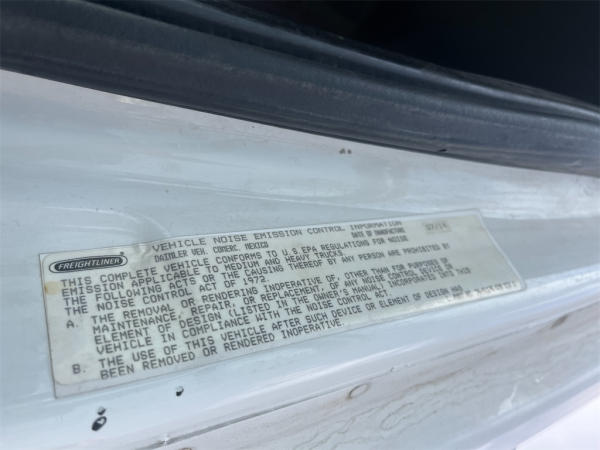 FREIGHTLINER
VEHICLE NOISE EMISSION CONTROL INFORMATION
DAIMLER VEH. COMERC. MEXICO DATE OF MANUFACTURE 07/14
THIS COMPLETE VEHICLE CONFORMS TO U.S EPA REGULATIONS FOR NOISE
EMISSION APPLICABLE TO MEDIUM AND HEAVY TRUCKS.
THE FOLLOWING ACTS OR THE CAUSING THEREOF BY ANY PERSON ARE PROHIBITED BY
THE NOISE CONTROL ACT OF 1972.
A. THE REMOVAL OR RENDERING INOPERATIVE, OTHER THAN FOR PURPOSES OF
MAINTENANCE, REPAIR, OR REPLACEMENT, OF ANY NOISE CONTROL DEVICE OR
ELEMENT OF DESIGN (LISTED IN THE OWNER'S MANUAL) INCORPORATED INTO THIS
VEHICLE IN COMPLIANCE WITH THE NOISE CONTROL ACT.
B. THE USE OF THIS VEHICLE AFTER SUCH DEVICE OR ELEMENT OF DESIGN HAS
BEEN REMOVED OR RENDERED INOPERATIVE.